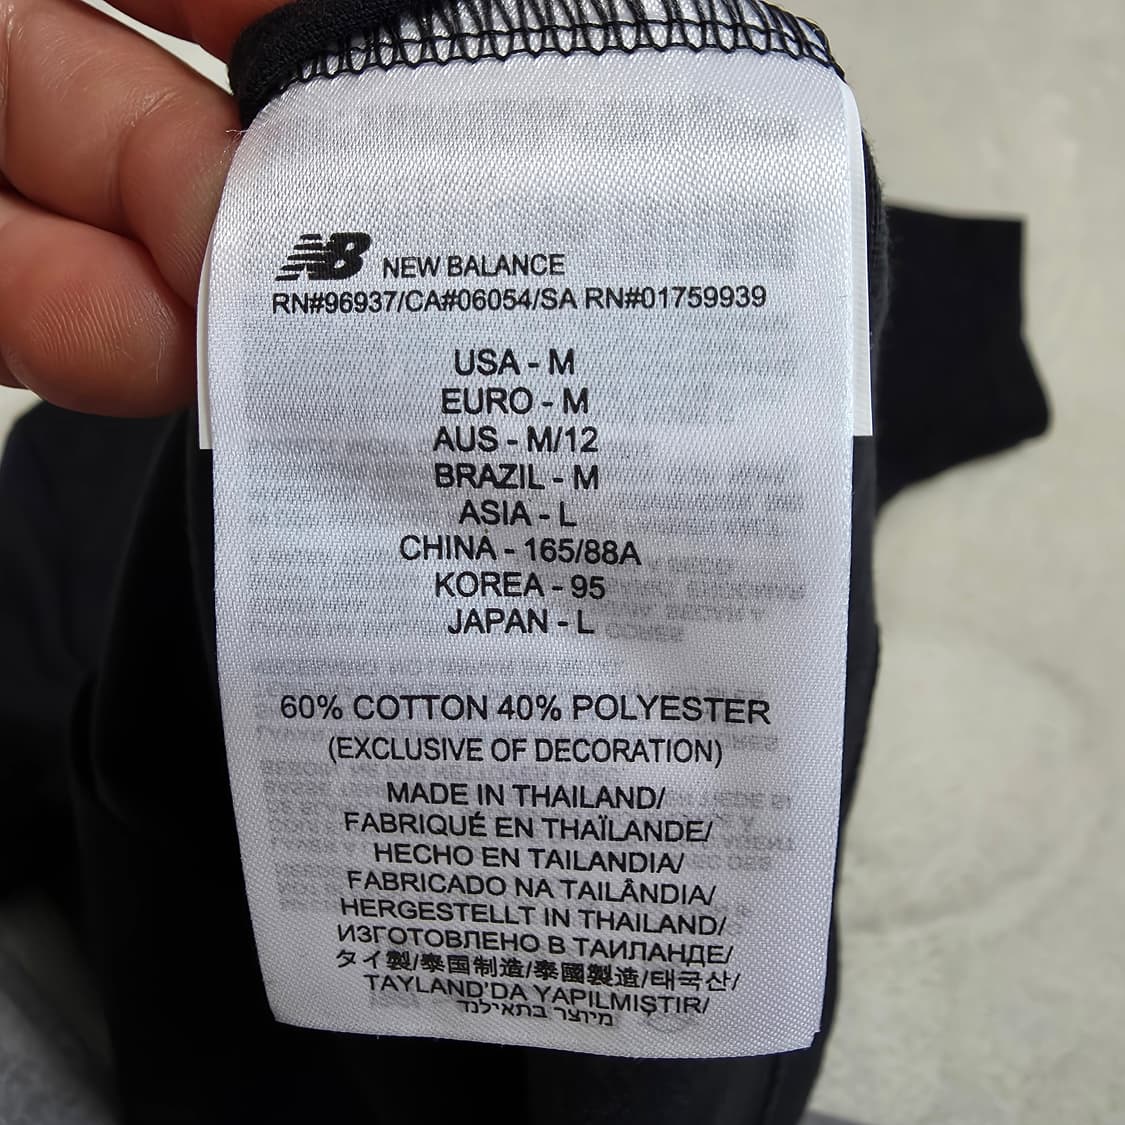 NB NEW BALANCE
RN#96937/CA#06054/SA RN#01759939
USA - M
EURO - M
AUS - M/12
BRAZIL - M
ASIA - L
CHINA - 165/88A
KOREA - 95
JAPAN - L
60% COTTON 40% POLYESTER
(EXCLUSIVE OF DECORATION)
MADE IN THAILAND/
FABRIQUÉ EN THAÏLANDE/
HECHO EN TAILANDIA/
FABRICADO NA TAILÂNDIA/
HERGESTELLT IN THAILAND/
ИЗГОТОВЛЕНО В ТАИЛАНДЕ/
タイ製/泰国制造/泰國製造/태국산/
TAYLAND'DA YAPILMIŞTIR/
מיוצר בתאילנד